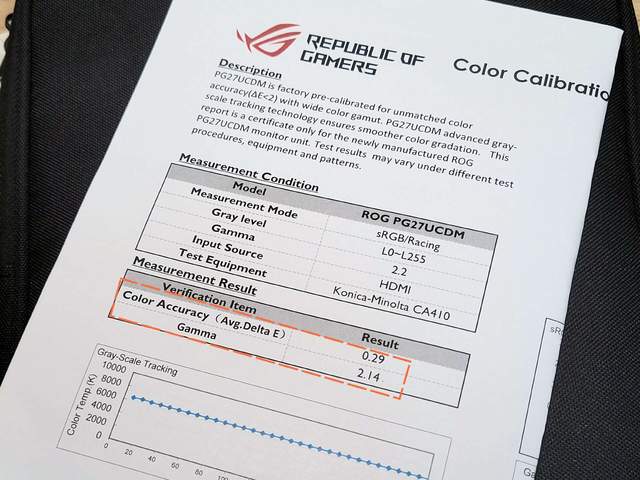 REPUBLIC OF
GAMERS
Color Calibratio
Description
PG27UCDM is factory pre-calibrated for unmatched color
accuracy(ΔE<2) with wide color gamut. PG27UCDM advanced gray-
scale tracking technology ensures smoother color gradation. This
report is a certificate only for the newly manufactured ROG
PG27UCDM monitor unit. Test results may vary under different test
procedures, equipment and patterns.
Measurement Condition
Model ROG PG27UCDM
Measurement Mode sRGB/Racing
Gray level L0~L255
Gamma 2.2
Input Source HDMI
Test Equipment Konica-Minolta CA410
Measurement Result
Verification Item Result
Color Accuracy (Avg.Delta E) 0.29
Gamma 2.14
Gray-Scale Tracking
Color Temp.(K)
10000
8000
6000
4000
2000
0
0 20 40 60 80 100
sR
Ga